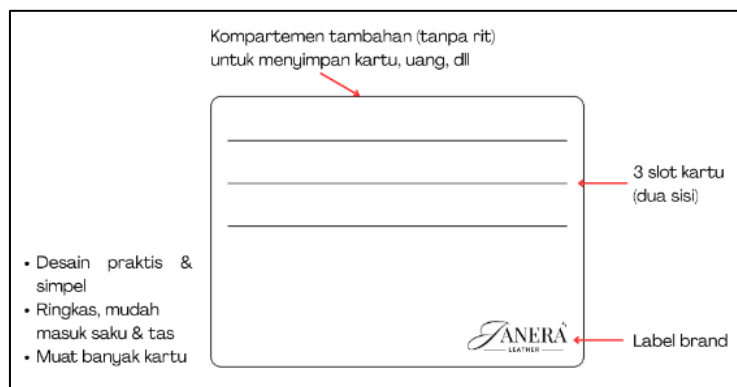 Kompartemen tambahan (tanpa rit)
untuk menyimpan kartu, uang, dll
3 slot kartu
(dua sisi)
• Desain praktis &
simpel
• Ringkas, mudah
masuk saku & tas
• Muat banyak kartu
JANERÀ
LEATHER
Label brand